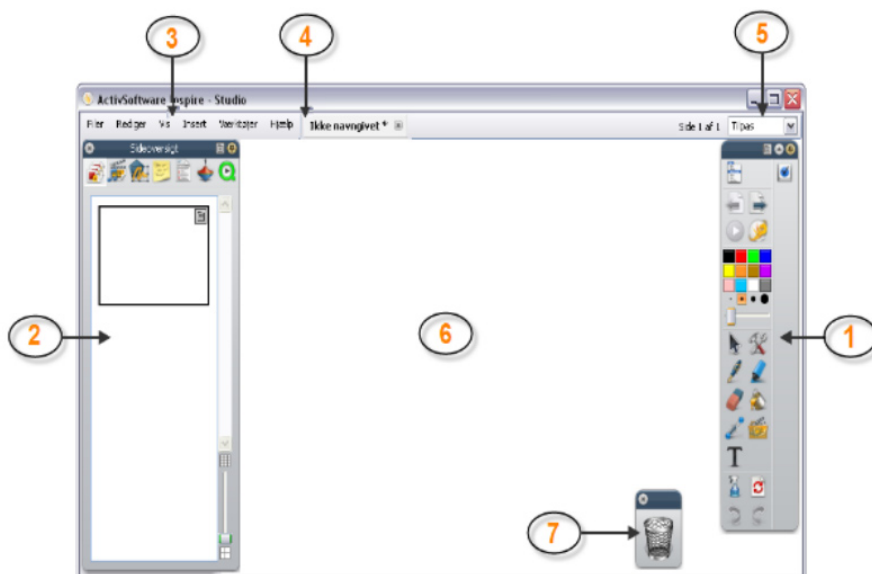 3 4 5
ActivSoftware Inspire - Studio
Filer Rediger Vis Insert Værktøjer Hjælp Ikke navngivet * Side 1 af 1 Tipas
Sideoversigt
2 6 1
T
7